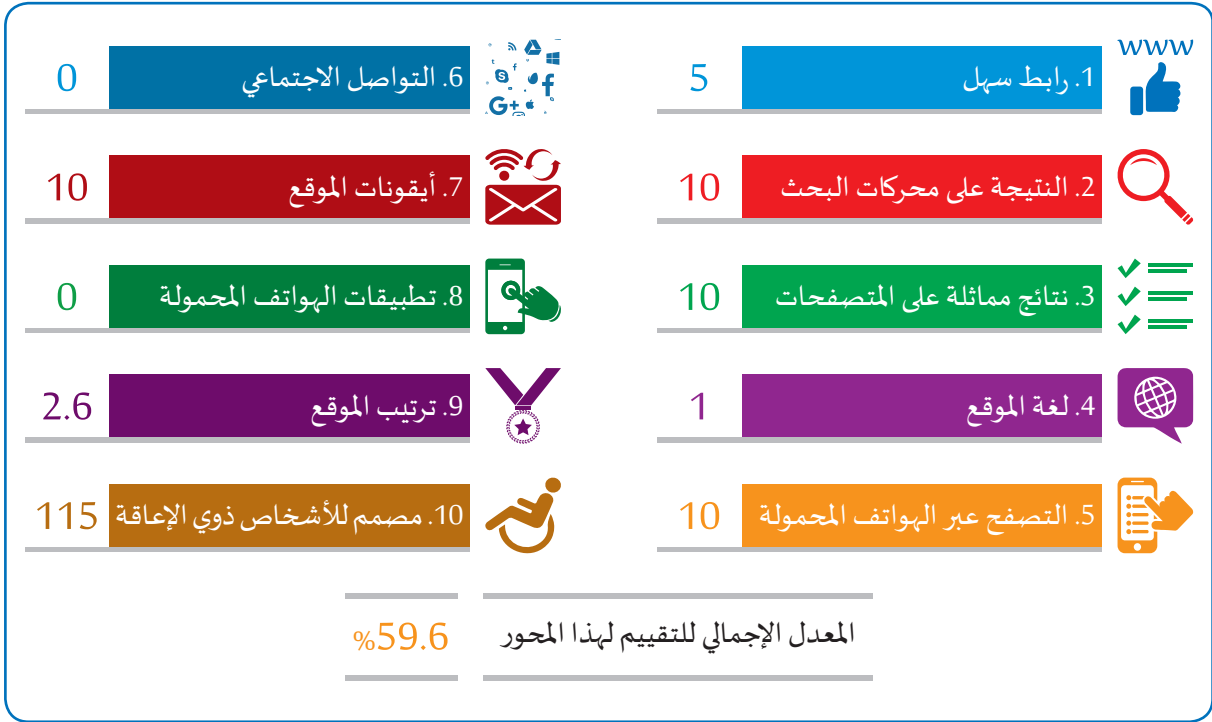 www
1. رابط سهل
5
2. النتيجة على محركات البحث
10
3. نتائج مماثلة على المتصفحات
10
4. لغة الموقع
1
5. التصفح عبر الهواتف المحمولة
10
6. التواصل الاجتماعي
0
7. أيقونات الموقع
10
8. تطبيقات الهواتف المحمولة
0
9. ترتيب الموقع
2.6
10. مصمم للأشخاص ذوي الإعاقة
115
المعدل الإجمالي للتقييم لهذا المحور
%59.6